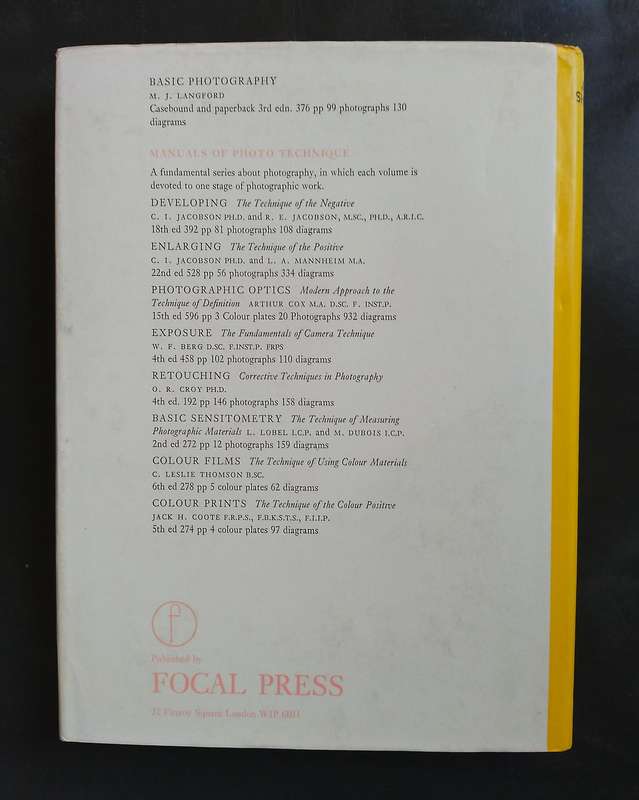 BASIC PHOTOGRAPHY
M. J. LANGFORD
Casebound and paperback 3rd edn. 376 pp 99 photographs 130
diagrams
MANUALS OF PHOTO TECHNIQUE
A fundamental series about photography, in which each volume is
devoted to one stage of photographic work.
DEVELOPING The Technique of the Negative
C. I. JACOBSON PH.D. and R. E. JACOBSON, M.SC., PH.D., A.R.I.C.
18th ed 392 pp 81 photographs 108 diagrams
ENLARGING The Technique of the Positive
C. I. JACOBSON PH.D. and L. A. MANNHEIM M.A.
22nd ed 528 pp 56 photographs 334 diagrams
PHOTOGRAPHIC OPTICS Modern Approach to the
Technique of Definition ARTHUR COX M.A. D.SC. F. INST.P.
15th ed 596 pp 3 Colour plates 20 Photographs 932 diagrams
EXPOSURE The Fundamentals of Camera Technique
W. F. BERG D.SC. F.INST.P. FRPS
4th ed 458 pp 102 photographs 110 diagrams
RETOUCHING Corrective Techniques in Photography
O. R. CROY PH.D.
4th ed. 192 pp 146 photographs 158 diagrams
BASIC SENSITOMETRY The Technique of Measuring
Photographic Materials L. LOBEL I.C.P. and M. DUBOIS I.C.P.
2nd ed 272 pp 12 photographs 159 diagrams
COLOUR FILMS The Technique of Using Colour Materials
C. LESLIE THOMSON B.SC.
6th ed 278 pp 5 colour plates 62 diagrams
COLOUR PRINTS The Technique of the Colour Positive
JACK H. COOTE F.R.P.S., F.B.K.S.T.S., F.I.I.P.
5th ed 274 pp 4 colour plates 97 diagrams
f
Published by
FOCAL PRESS
Fitzroy Square London W1P